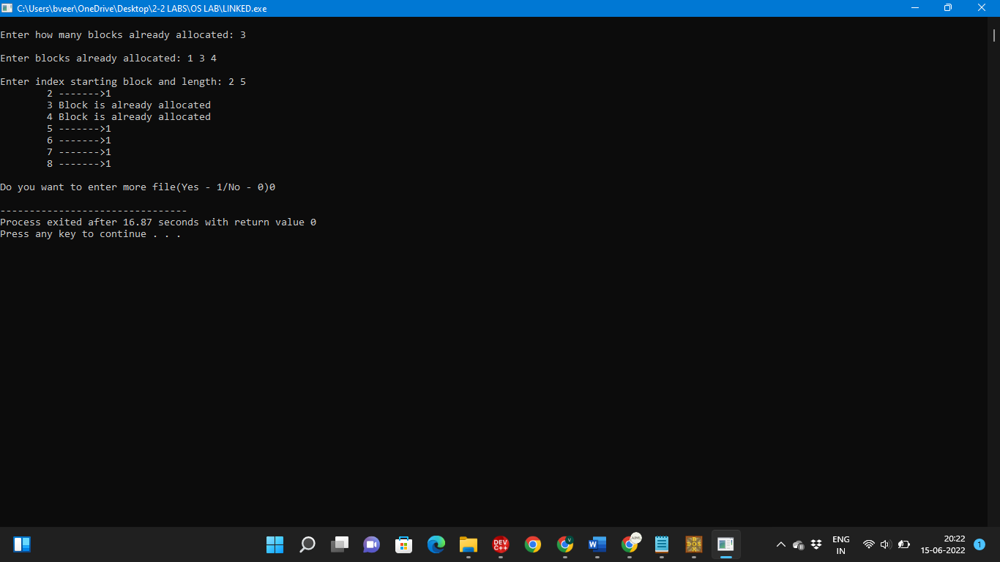 C:\Users\bveer\OneDrive\Desktop\2-2 LABS\OS LAB\LINKED.exe
Enter how many blocks already allocated: 3
Enter blocks already allocated: 1 3 4
Enter index starting block and length: 2 5
2 ------->1
3 Block is already allocated
4 Block is already allocated
5 ------->1
6 ------->1
7 ------->1
8 ------->1
Do you want to enter more file(Yes - 1/No - 0)0
--------------------------------
Process exited after 16.87 seconds with return value 0
Press any key to continue . . .
DEV
C++
V
W
AIML
DOS
ENG
IN
20:22
15-06-2022
1